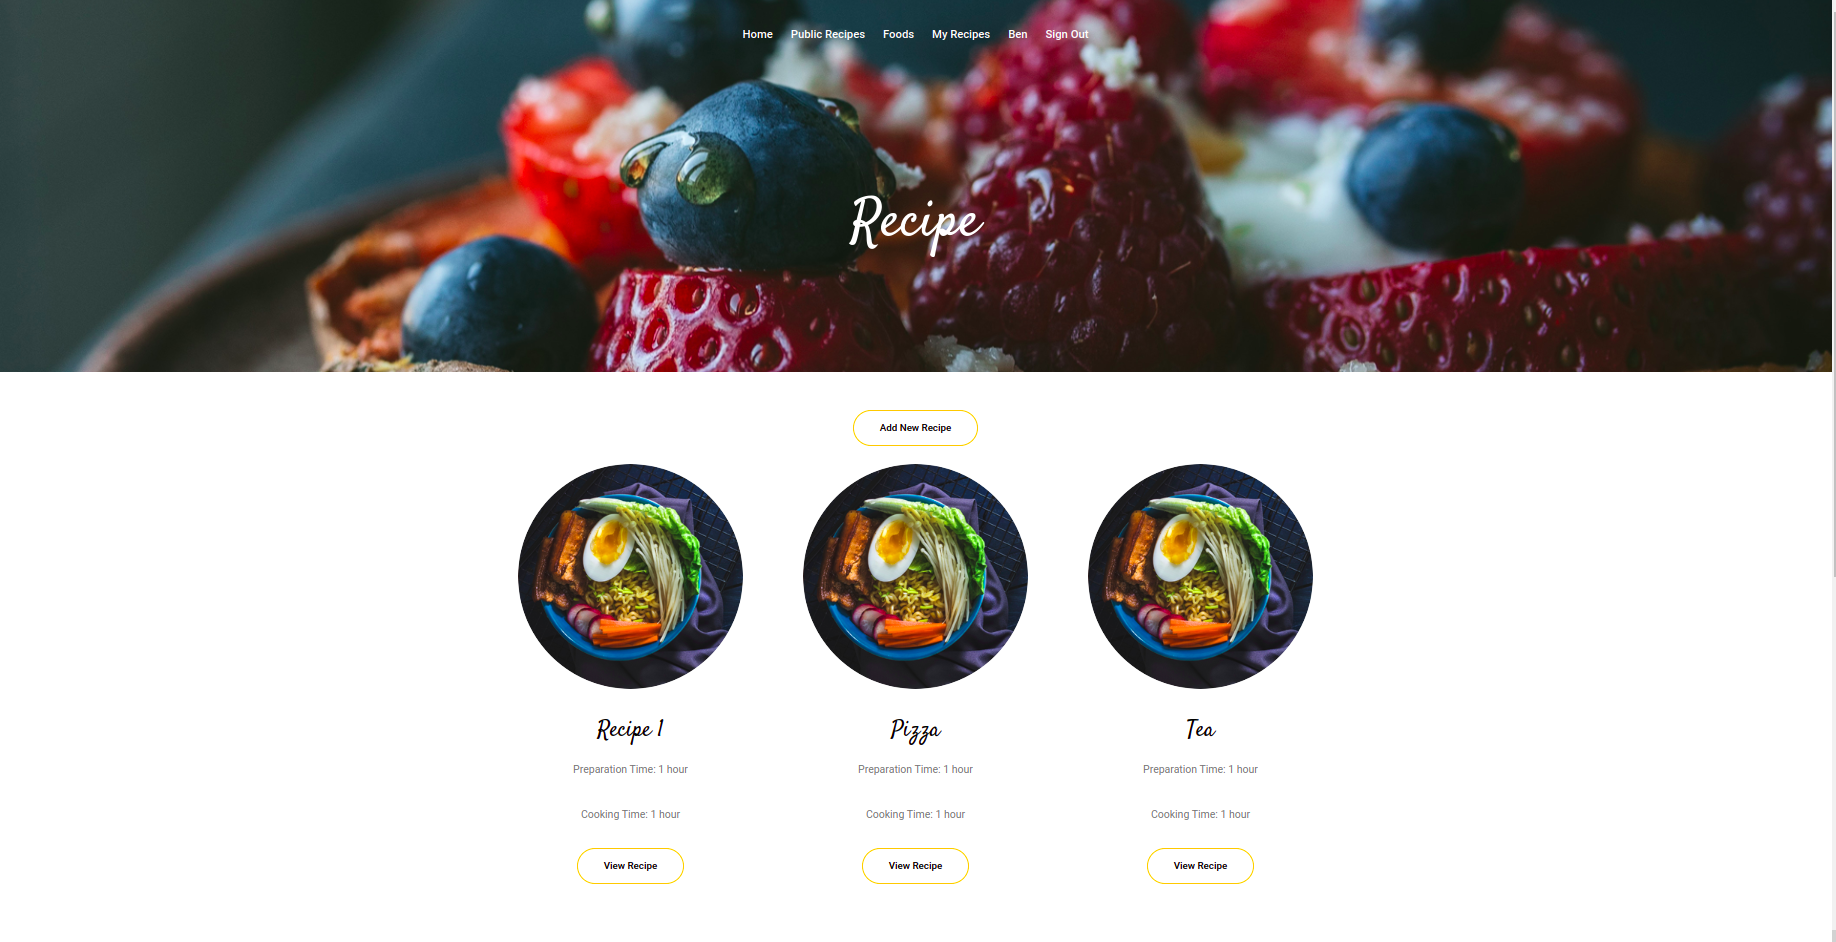 Home Public Recipes Foods My Recipes Ben Sign Out
Recipe
Add New Recipe
Recipe 1 Pizza Tea
Preparation Time: 1 hour Preparation Time: 1 hour Preparation Time: 1 hour
Cooking Time: 1 hour Cooking Time: 1 hour Cooking Time: 1 hour
View Recipe View Recipe View Recipe